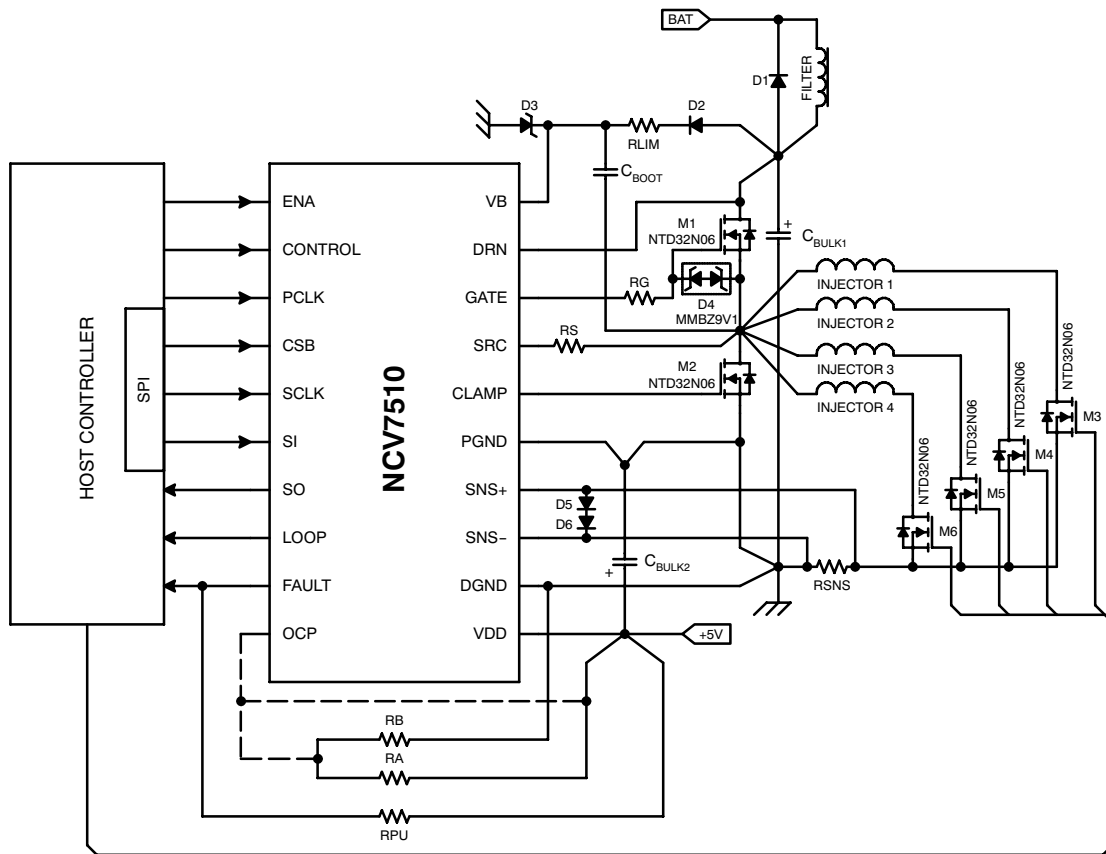 BAT
D1
FILTER
D3
D2
RLIM
C_BOOT
HOST CONTROLLER
SPI
NCV7510
ENA
CONTROL
PCLK
CSB
SCLK
SI
SO
LOOP
FAULT
OCP
VB
DRN
GATE
SRC
CLAMP
PGND
SNS+
SNS−
DGND
VDD
M1
NTD32N06
+
C_BULK1
RG
D4
MMBZ9V1
RS
M2
NTD32N06
INJECTOR 1
INJECTOR 2
INJECTOR 3
INJECTOR 4
NTD32N06
M3
NTD32N06
M4
NTD32N06
M5
NTD32N06
M6
D5
D6
+
C_BULK2
RSNS
+5V
RB
RA
RPU